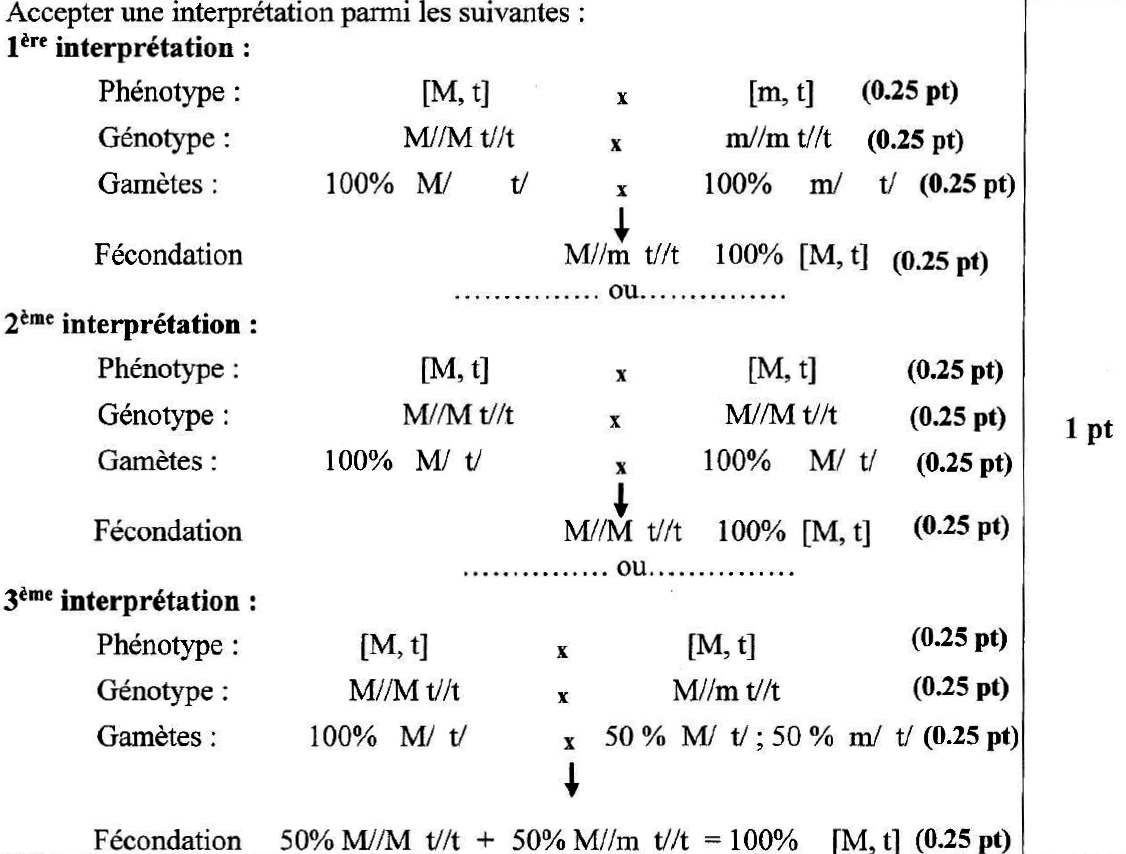 Accepter une interprétation parmi les suivantes :
1ère interprétation :
Phénotype : [M, t] x [m, t] (0.25 pt)
Génotype : M//M t//t x m//m t//t (0.25 pt)
Gamètes : 100% M/ t/ x 100% m/ t/ (0.25 pt)
Fécondation M//m t//t 100% [M, t] (0.25 pt)
............... ou...............
2ème interprétation :
Phénotype : [M, t] x [M, t] (0.25 pt)
Génotype : M//M t//t x M//M t//t (0.25 pt)
1 pt
Gamètes : 100% M/ t/ x 100% M/ t/ (0.25 pt)
Fécondation M//M t//t 100% [M, t] (0.25 pt)
............... ou...............
3ème interprétation :
Phénotype : [M, t] x [M, t] (0.25 pt)
Génotype : M//M t//t x M//m t//t (0.25 pt)
Gamètes : 100% M/ t/ x 50 % M/ t/ ; 50 % m/ t/ (0.25 pt)
Fécondation 50% M//M t//t + 50% M//m t//t = 100% [M, t] (0.25 pt)